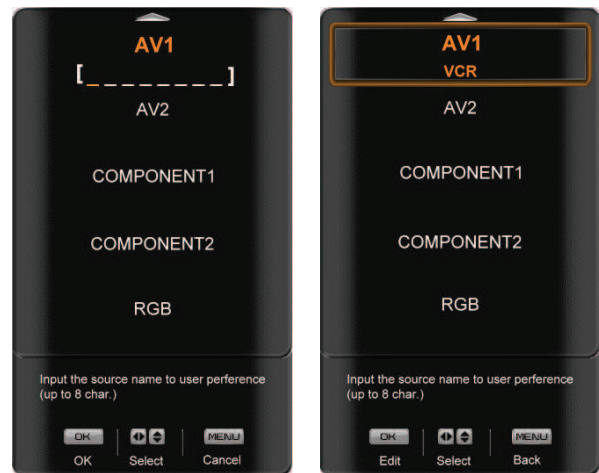 AV1
[_ _ _ _ _ _ _ _]
AV2
COMPONENT1
COMPONENT2
RGB
Input the source name to user perference
(up to 8 char.)
OK MENU
OK Select Cancel
AV1
VCR
AV2
COMPONENT1
COMPONENT2
RGB
Input the source name to user perference
(up to 8 char.)
OK MENU
Edit Select Back